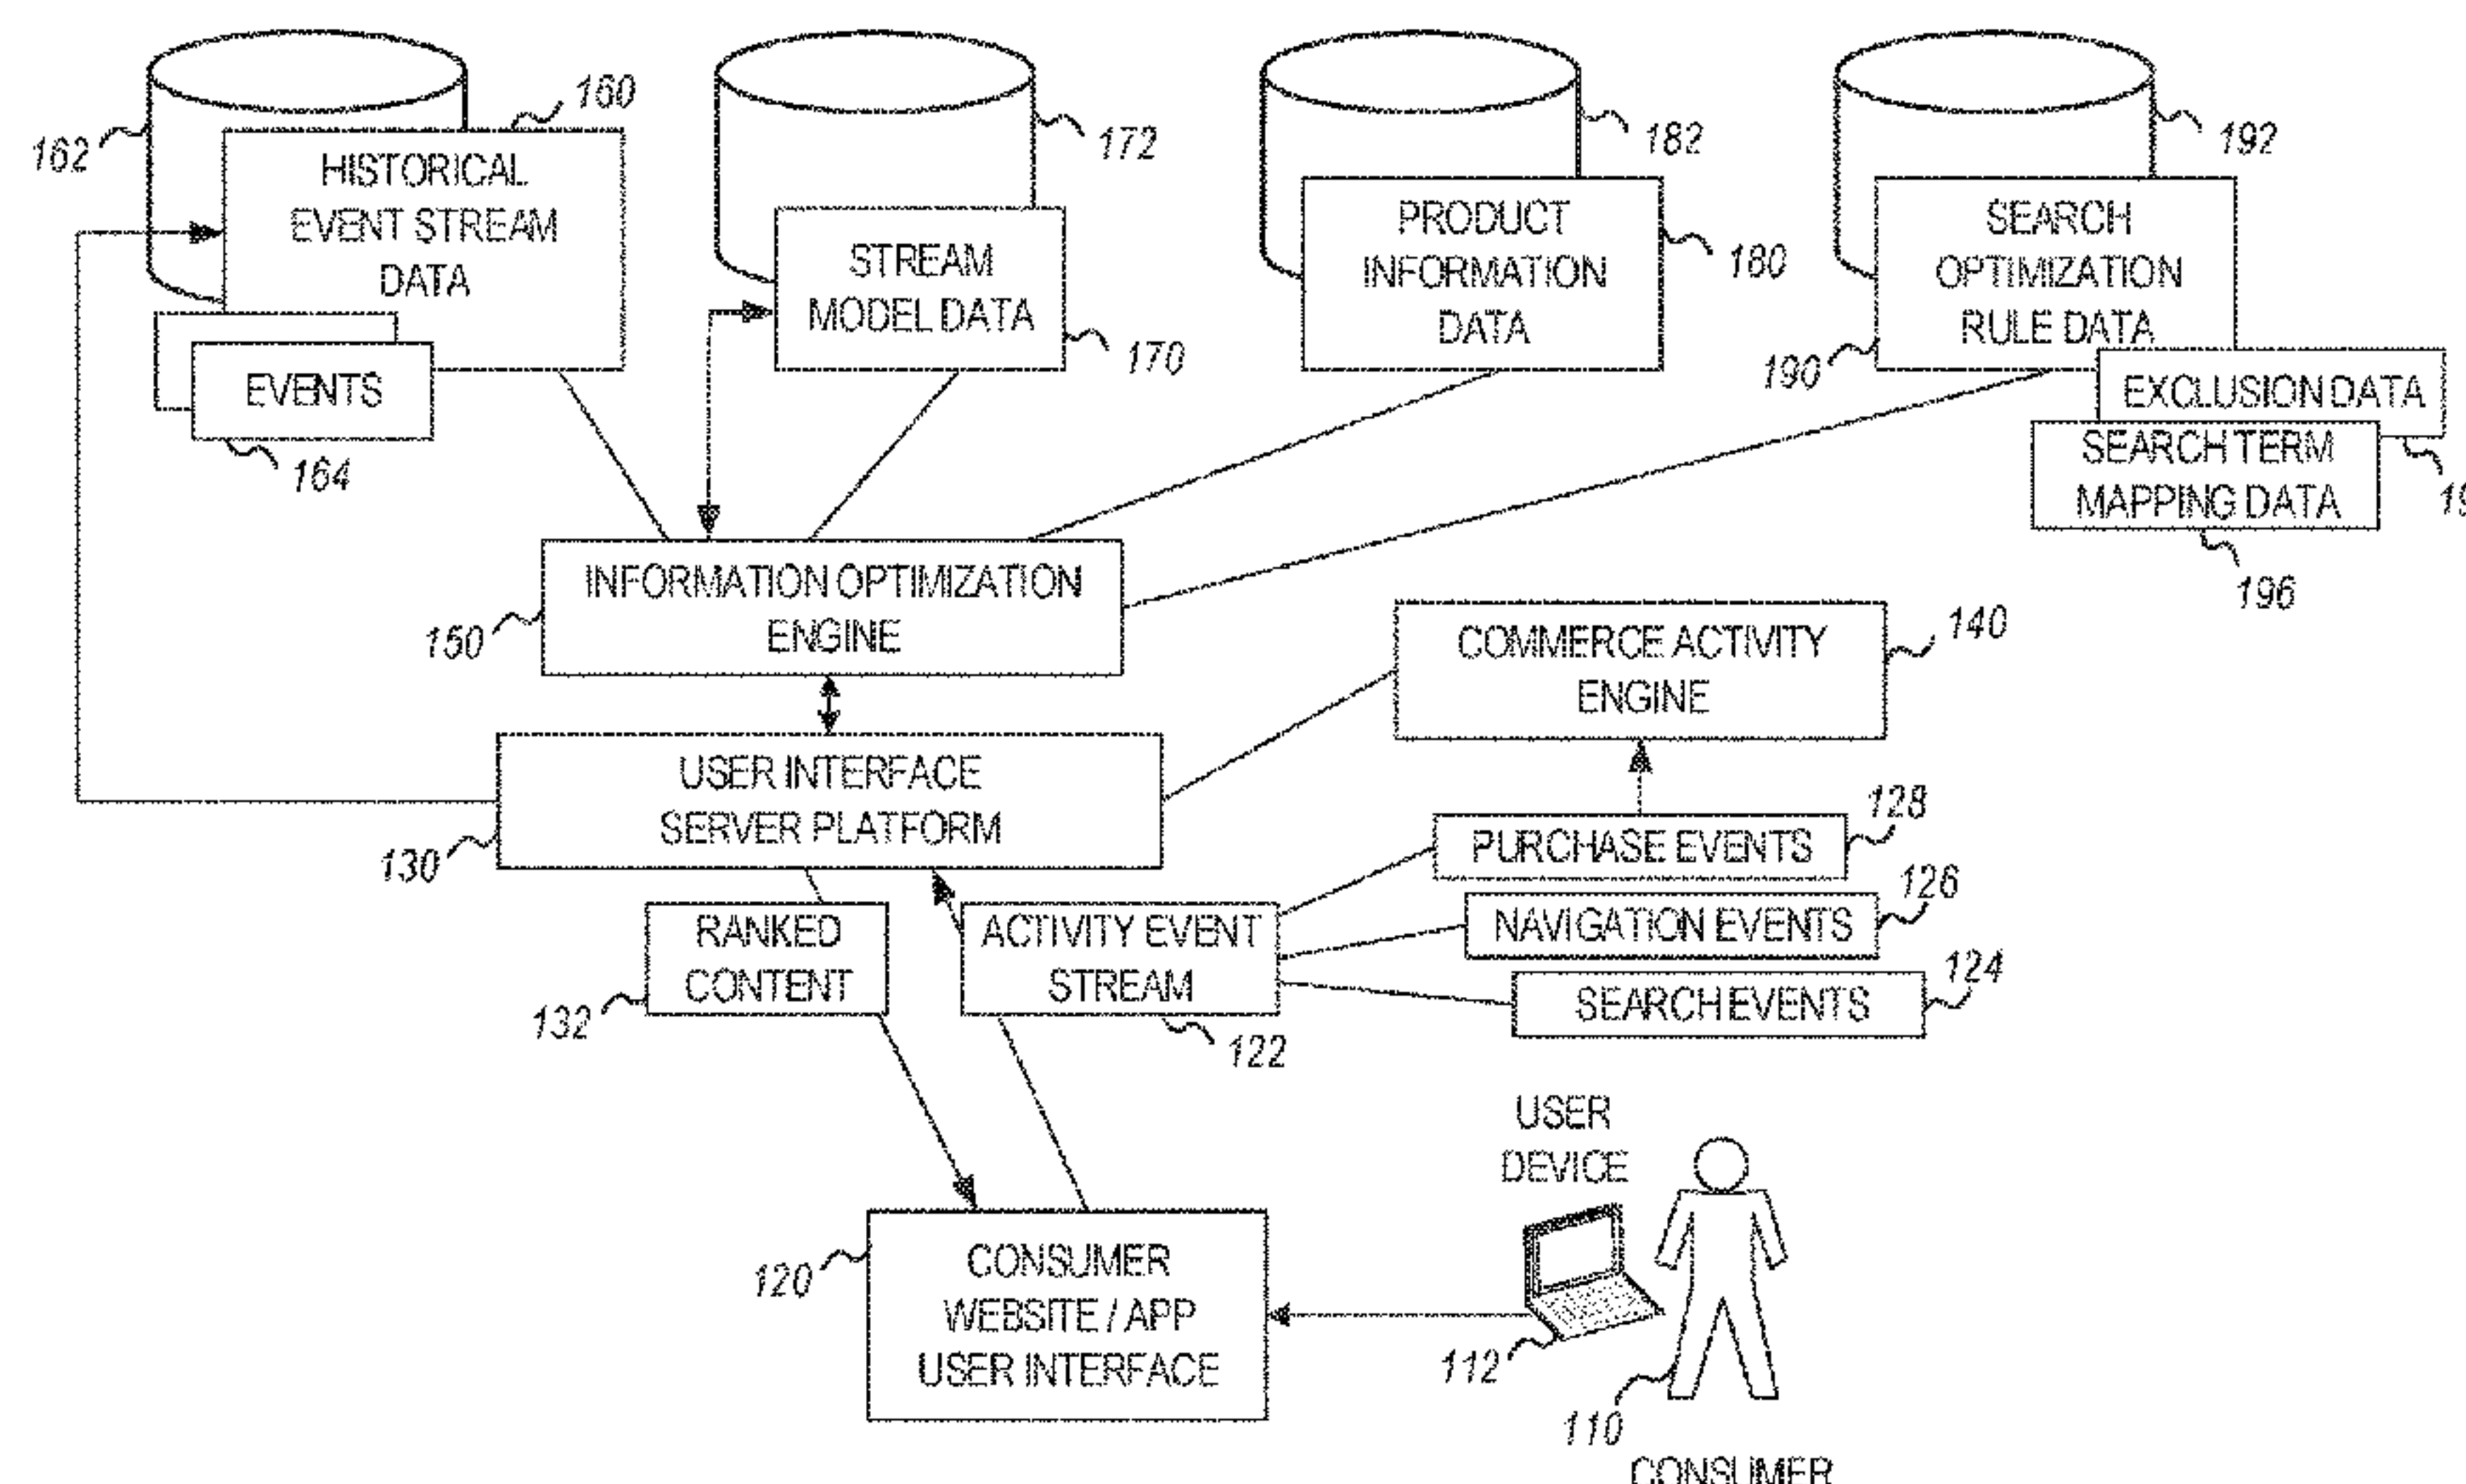 160
162
HISTORICAL
EVENT STREAM
DATA
EVENTS
164
172
STREAM
MODEL DATA
170
182
PRODUCT
INFORMATION
DATA
180
192
SEARCH
OPTIMIZATION
RULE DATA
190
EXCLUSION DATA
SEARCH TERM
MAPPING DATA
196
INFORMATION OPTIMIZATION
ENGINE
150
COMMERCE ACTIVITY
ENGINE
140
USER INTERFACE
SERVER PLATFORM
130
PURCHASE EVENTS
128
NAVIGATION EVENTS
126
SEARCH EVENTS
124
RANKED
CONTENT
132
ACTIVITY EVENT
STREAM
122
USER
DEVICE
120
CONSUMER
WEBSITE / APP
USER INTERFACE
112
110
CONSUMER